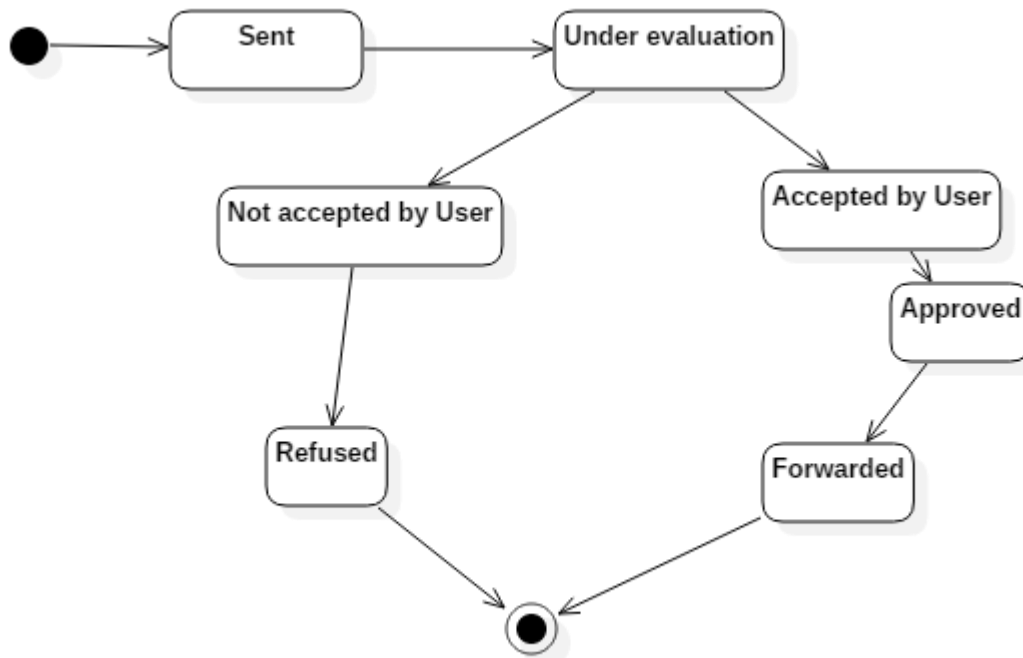 Sent
Under evaluation
Not accepted by User
Accepted by User
Approved
Refused
Forwarded